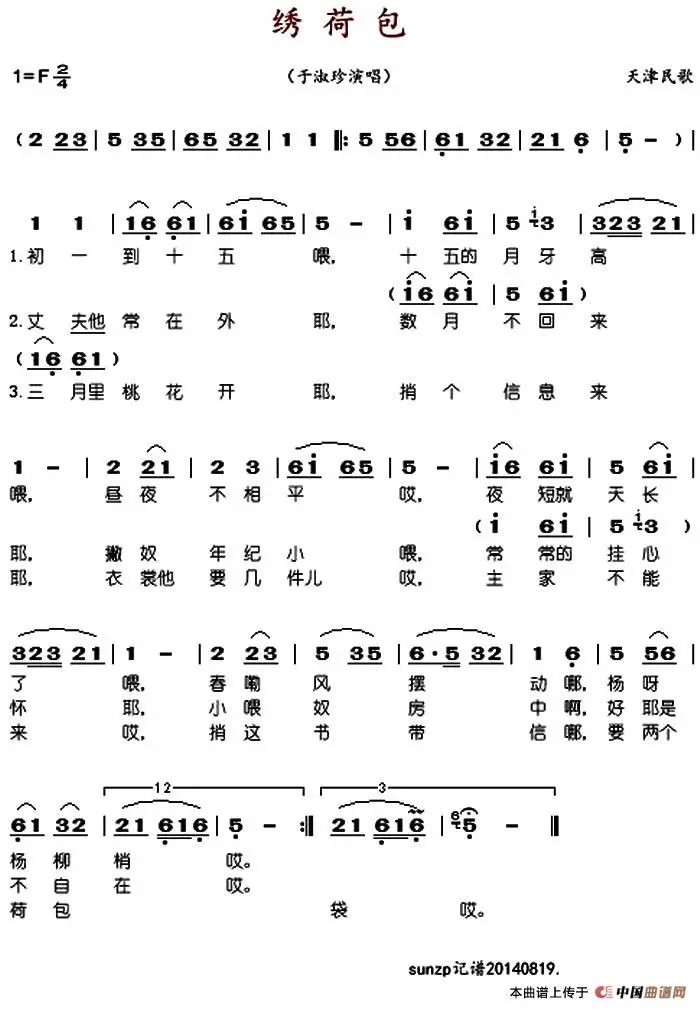 绣荷包
1=F 2/4 （于淑珍演唱） 天津民歌
（2 23 | 5 35 | 65 32 | 1 1 ‖: 5 56 | 61 32 | 21 6 | 5 - ）|
1 1 | 16 61 | 6i 65 | 5 - | i 6i | 5 i3 | 323 21 |
1.初 一 到 十 五 喂， 十 五的 月 牙 高
（i6 6i | 5 6i）
2.丈 夫他 常 在 外 耶， 数 月 不 回 来
（16 61）
3.三 月里 桃 花 开 耶， 捎 个 信 息 来
1 - | 2 21 | 2 3 | 6i 65 | 5 - | i6 6i | 5 6i |
喂， 昼 夜 不 相 平 哎， 夜 短就 天 长
（i 6i | 5 i3）
耶， 撇 奴 年 纪 小 喂， 常 常的 挂 心
耶， 衣 裳他 要 几 件儿 哎， 主 家 不 能
323 21 | 1 - | 2 23 | 5 35 | 6·5 32 | 1 6 | 5 56 |
了 喂， 春 嘞 风 摆 动 哪， 杨 呀
怀 耶， 小 喂 奴 房 中 啊， 好 耶是
来 哎， 捎 这 书 带 信 哪， 要 两个
12 3
61 32 | 21 616 | 5 - :‖ 21 616 | 6 5 - ‖
杨 柳 梢 哎。
不 自 在 哎。
荷 包 袋 哎。
sunzp记谱20140819.
本曲谱上传于 中国曲谱网